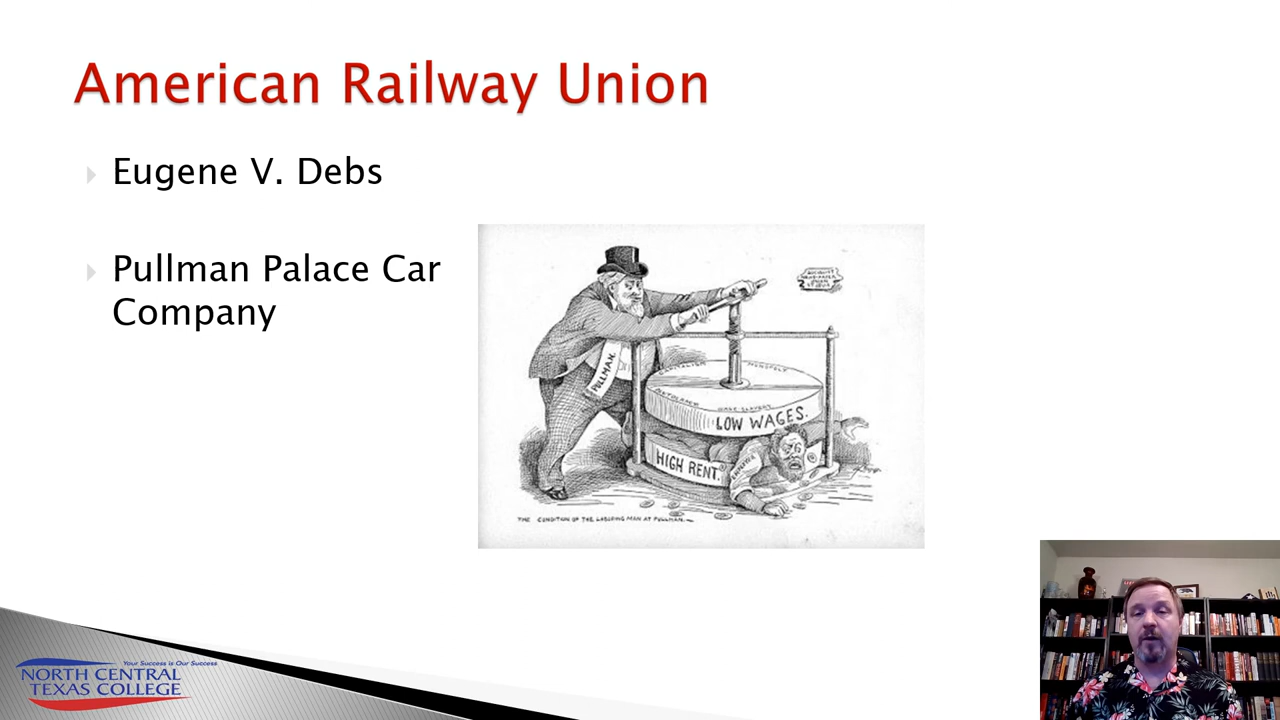 American Railway Union
Eugene V. Debs
Pullman Palace Car
Company
PULLMAN.
MONOPOLY
LOW WAGES.
HIGH RENT.
THE CONDITION OF THE LABORING MAN AT PULLMAN.
Your Success is Our Success
NORTH CENTRAL
TEXAS COLLEGE